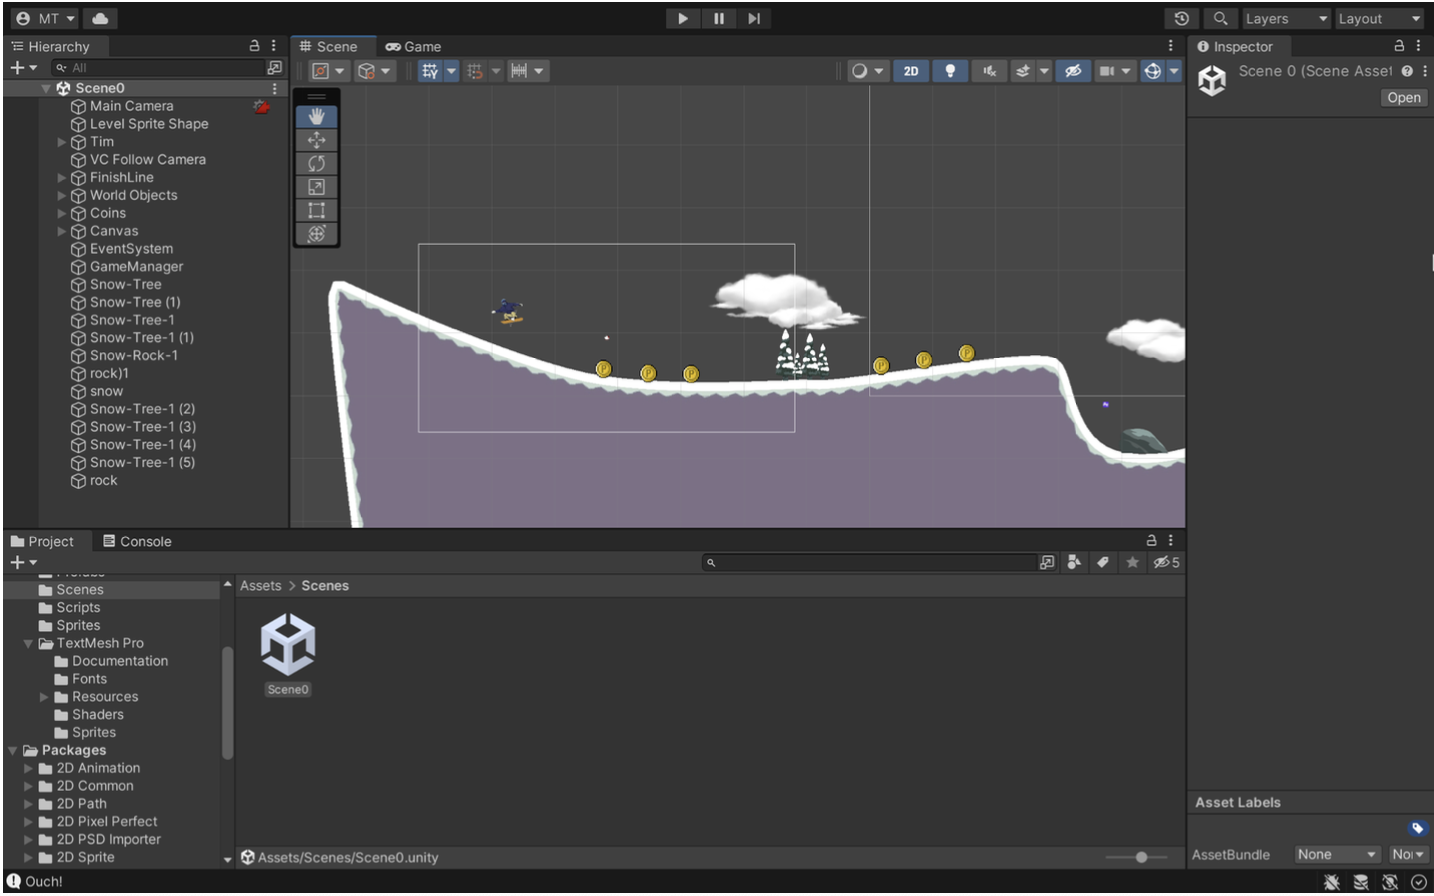 MT
Layers
Layout
Hierarchy
All
Scene0
Main Camera
Level Sprite Shape
Tim
VC Follow Camera
FinishLine
World Objects
Coins
Canvas
EventSystem
GameManager
Snow-Tree
Snow-Tree (1)
Snow-Tree-1
Snow-Tree-1 (1)
Snow-Rock-1
rock)1
snow
Snow-Tree-1 (2)
Snow-Tree-1 (3)
Snow-Tree-1 (4)
Snow-Tree-1 (5)
rock
Scene
Game
2D
P P P P P P
Inspector
Scene 0 (Scene Asset
Open
Project
Console
5
Prefabs
Scenes
Scripts
Sprites
TextMesh Pro
Documentation
Fonts
Resources
Shaders
Sprites
Packages
2D Animation
2D Common
2D Path
2D Pixel Perfect
2D PSD Importer
2D Sprite
Assets > Scenes
Scene0
Assets/Scenes/Scene0.unity
Asset Labels
AssetBundle None Nor
Ouch!